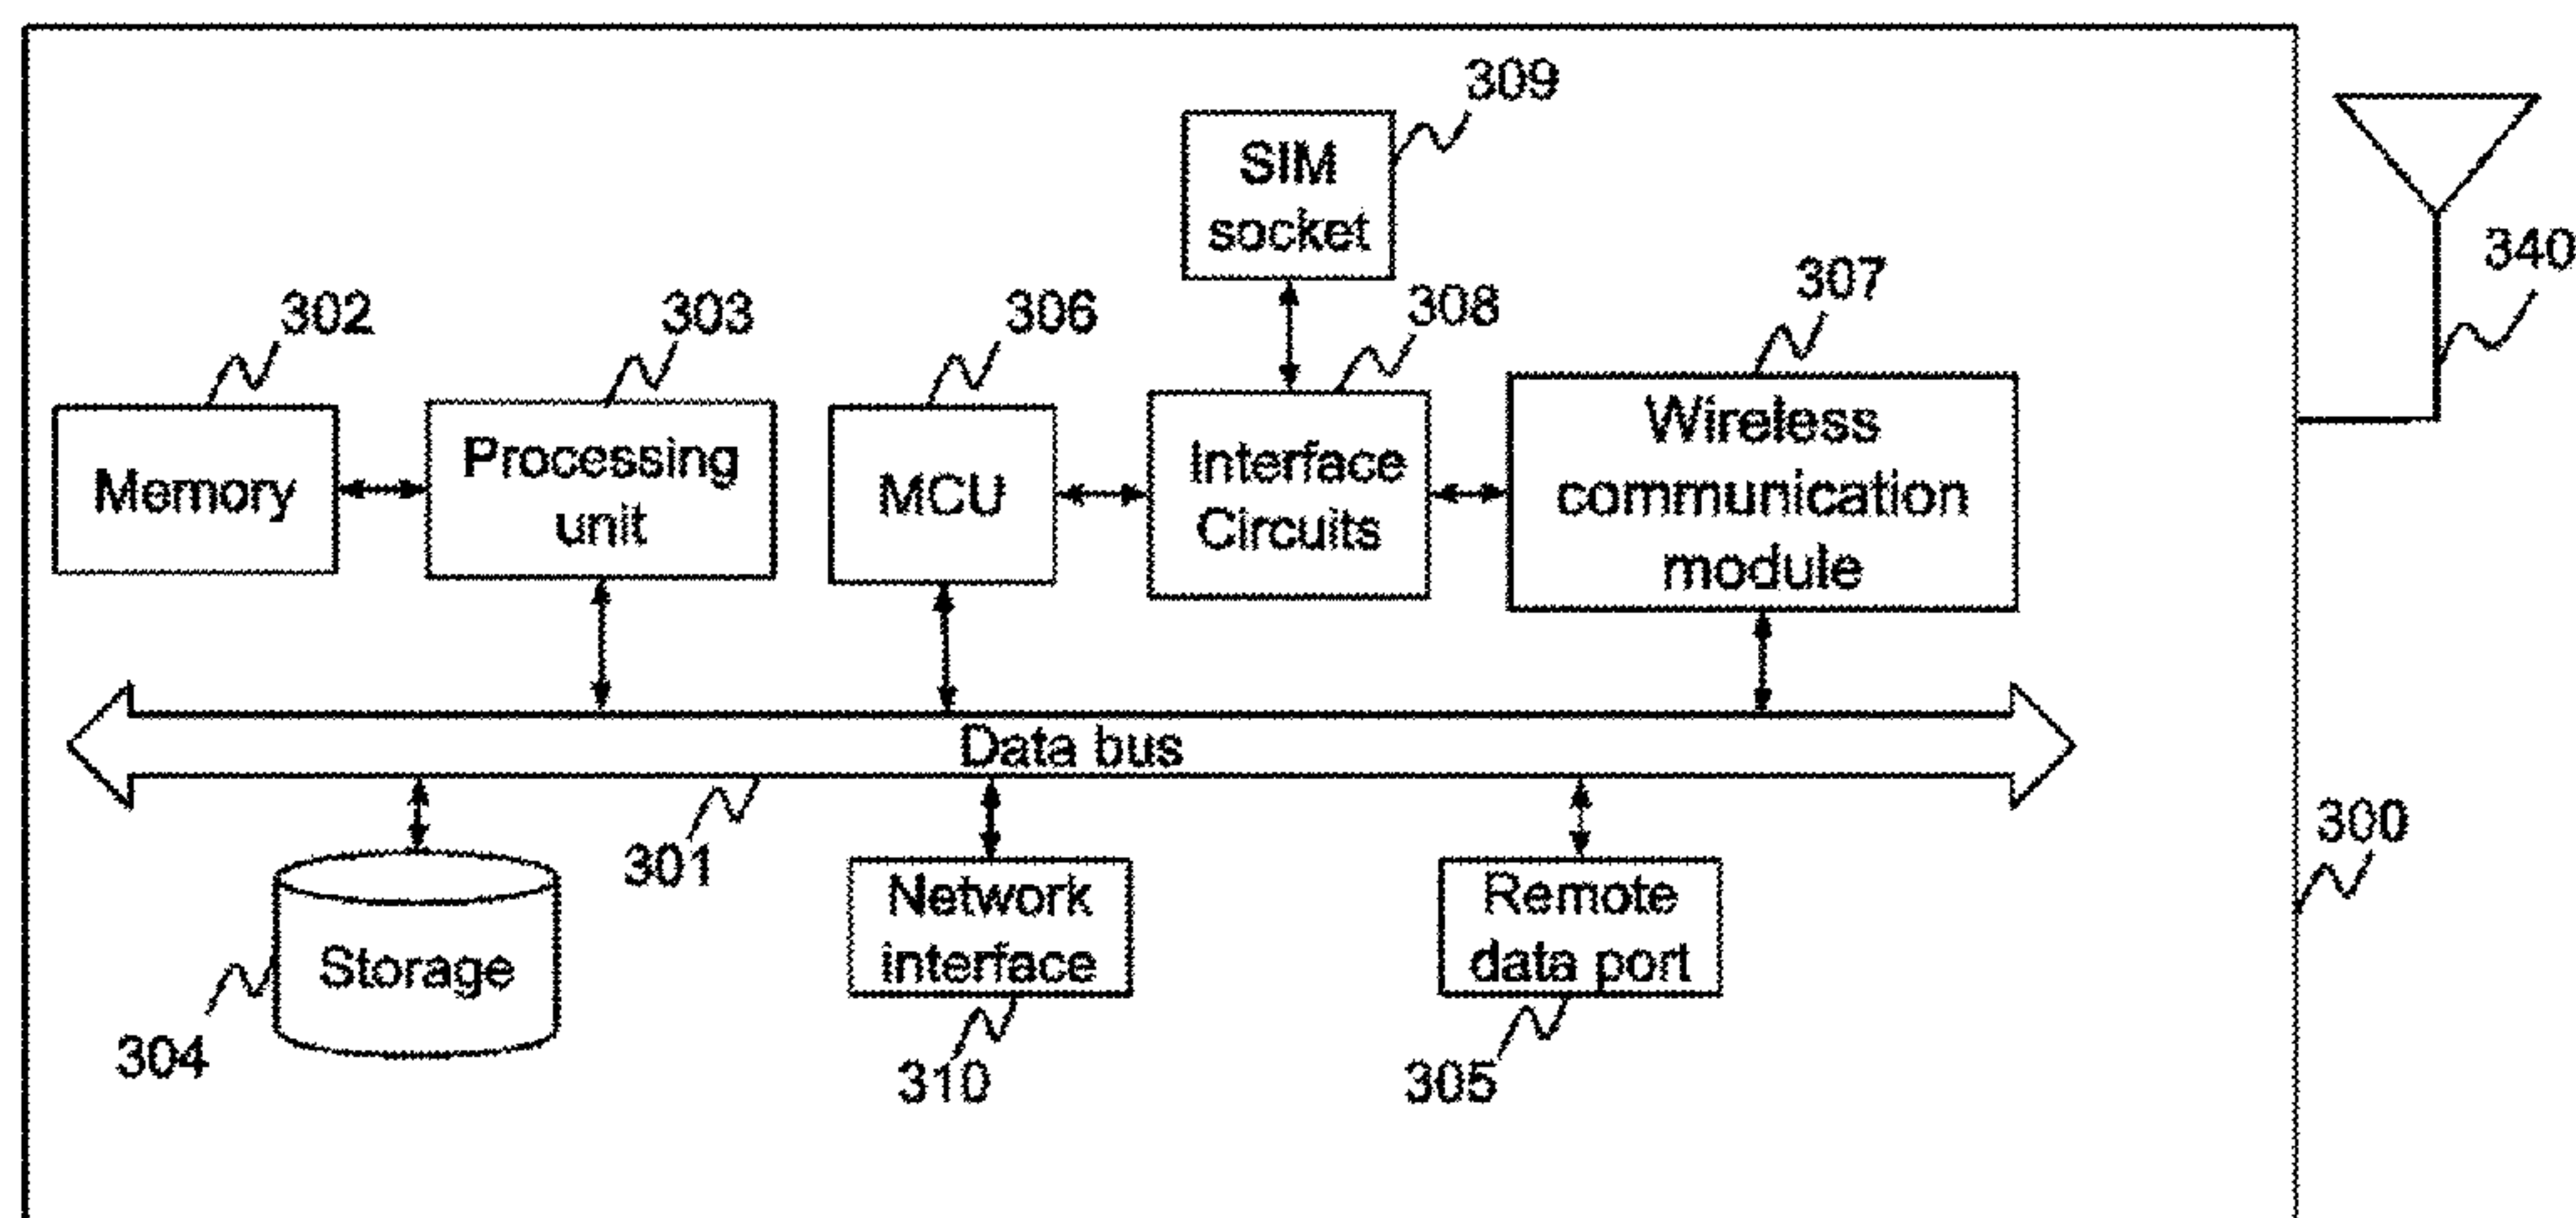 309
SIM
socket
340
307
302
303
306
308
Memory
Processing
unit
MCU
Interface
Circuits
Wireless
communication
module
Data bus
301
300
Storage
Network
interface
Remote
data port
304
310
305